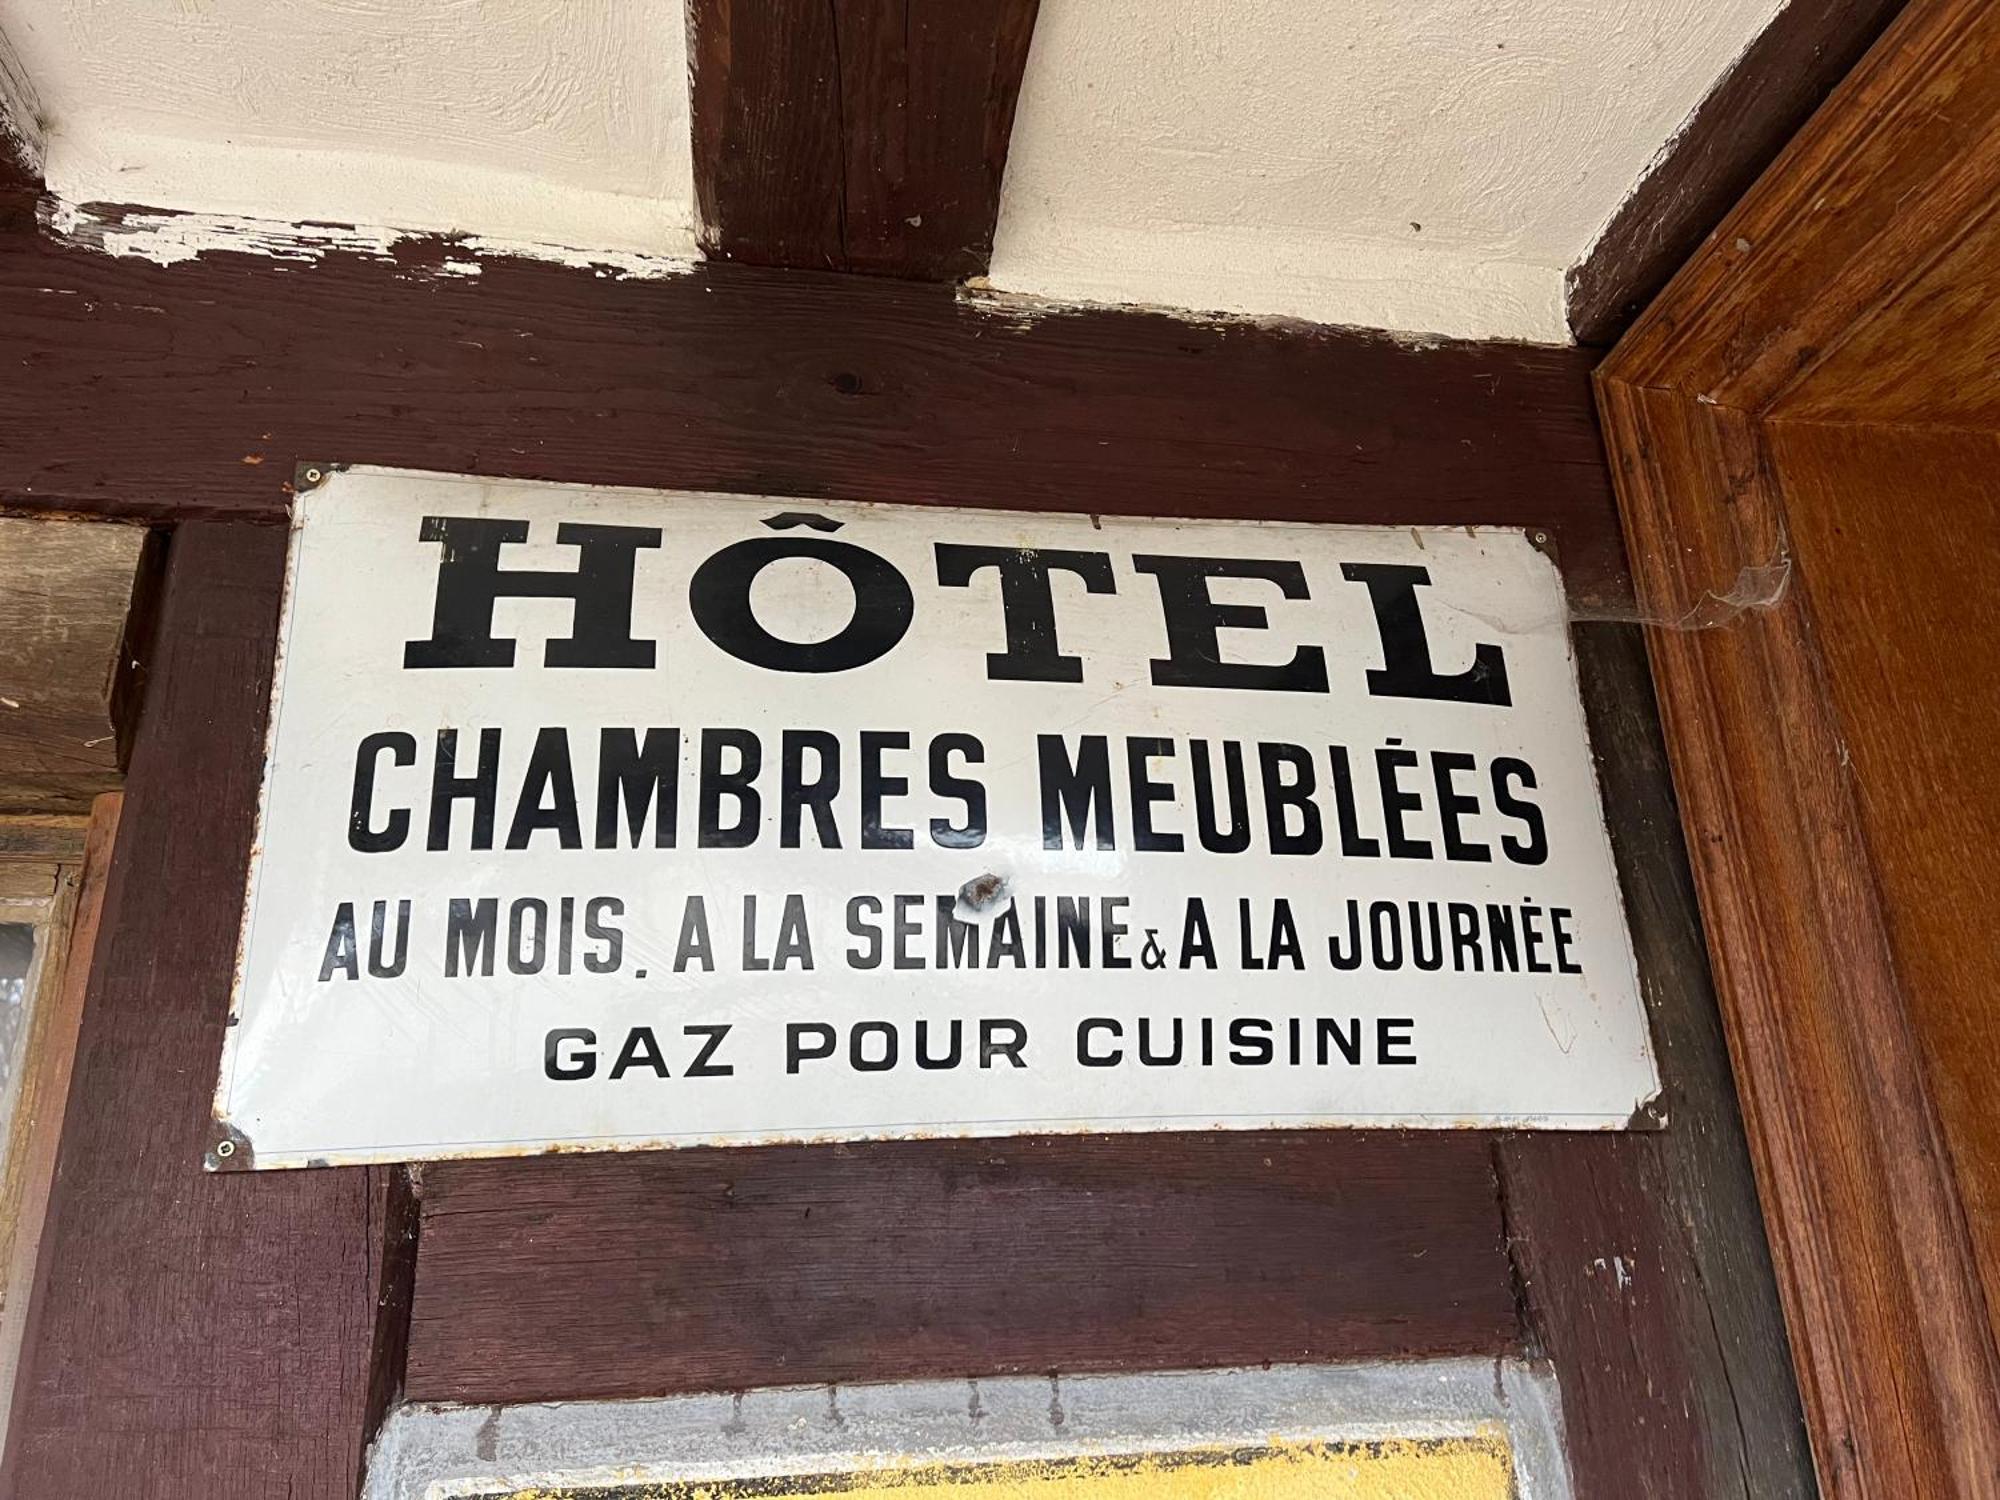 HÔTEL
CHAMBRES MEUBLÉES
AU MOIS. A LA SEMAINE & A LA JOURNÉE
GAZ POUR CUISINE